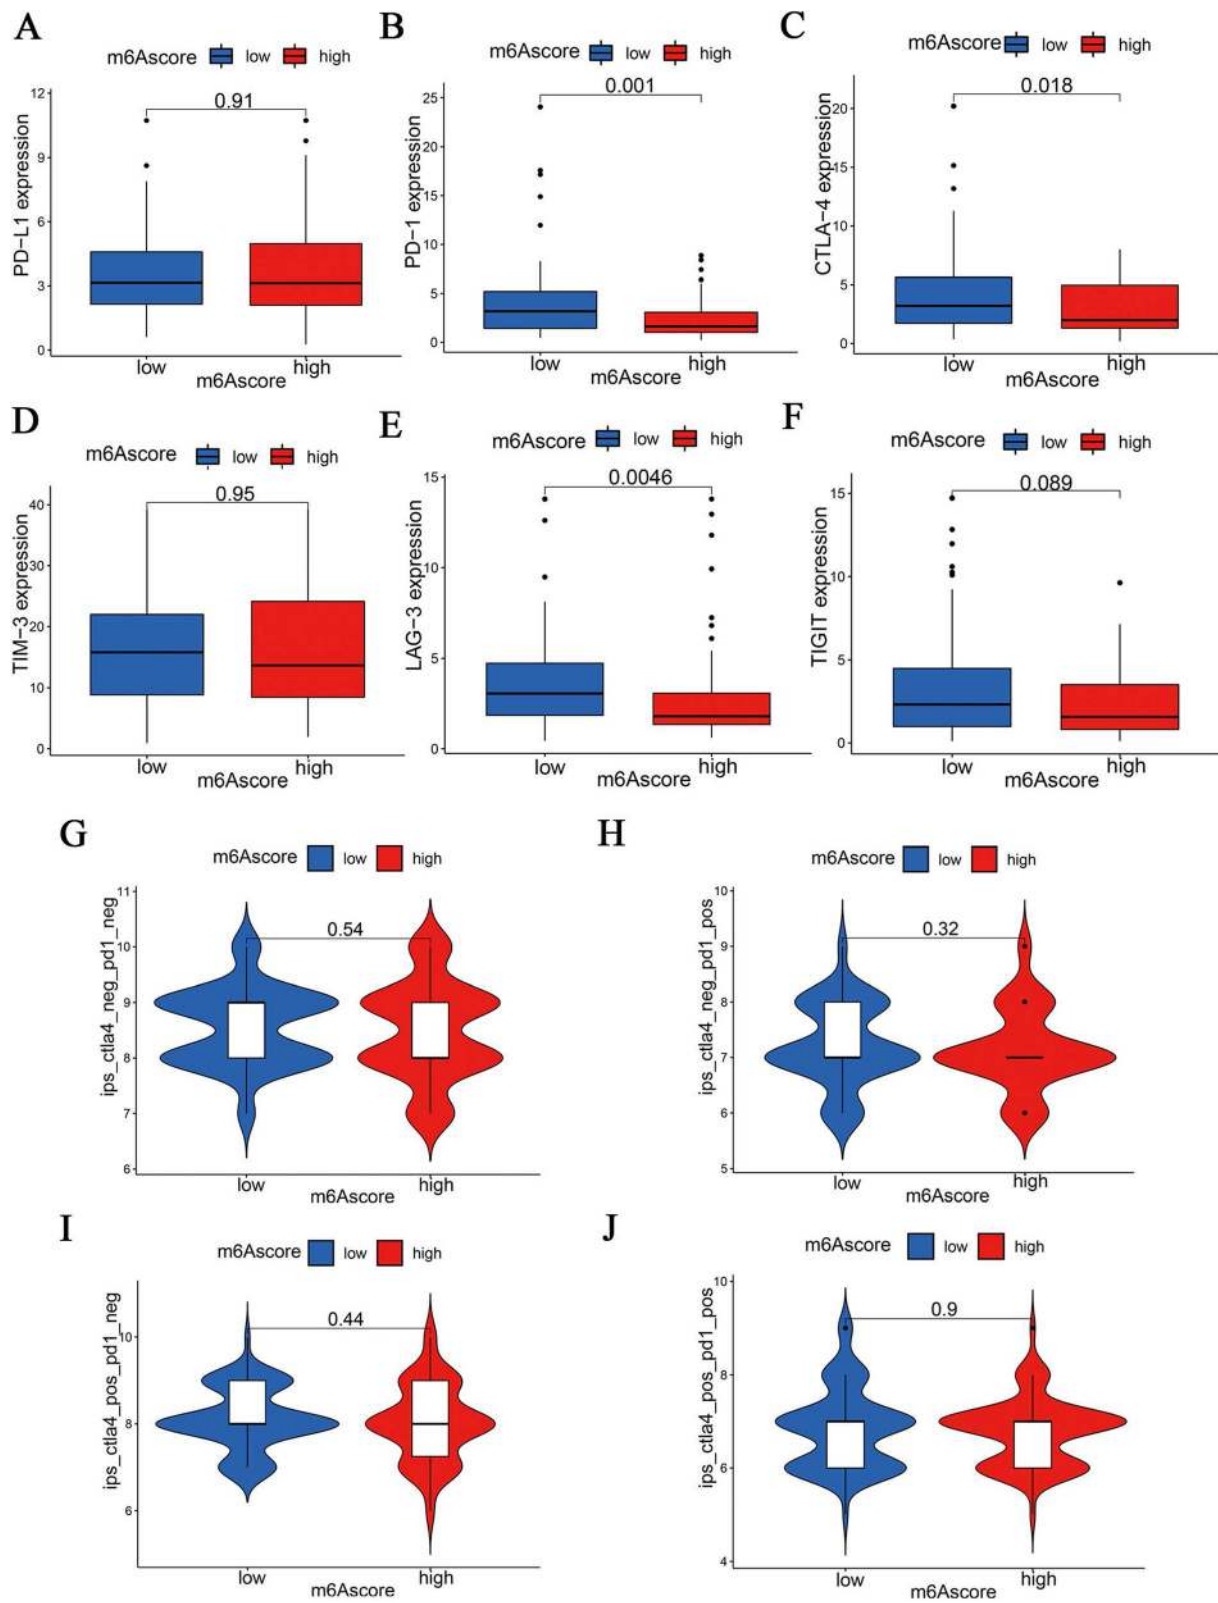 A
m6Ascore low high
0.91
PD-L1 expression
12
9
6
3
0
low high
m6Ascore
B
m6Ascore low high
0.001
PD-1 expression
25
20
15
10
5
0
low high
m6Ascore
C
m6Ascore low high
0.018
CTLA-4 expression
20
15
10
5
0
low high
m6Ascore
D
m6Ascore low high
0.95
TIM-3 expression
40
30
20
10
0
low high
m6Ascore
E
m6Ascore low high
0.0046
LAG-3 expression
15
10
5
0
low high
m6Ascore
F
m6Ascore low high
0.089
TIGIT expression
15
10
5
0
low high
m6Ascore
G
m6Ascore low high
0.54
ips_ctla4_neg_pd1_neg
11
10
9
8
7
6
low high
m6Ascore
H
m6Ascore low high
0.32
ips_ctla4_neg_pd1_pos
10
9
8
7
6
5
low high
m6Ascore
I
m6Ascore low high
0.44
ips_ctla4_pos_pd1_neg
10
8
6
low high
m6Ascore
J
m6Ascore low high
0.9
ips_ctla4_pos_pd1_pos
10
8
6
4
low high
m6Ascore